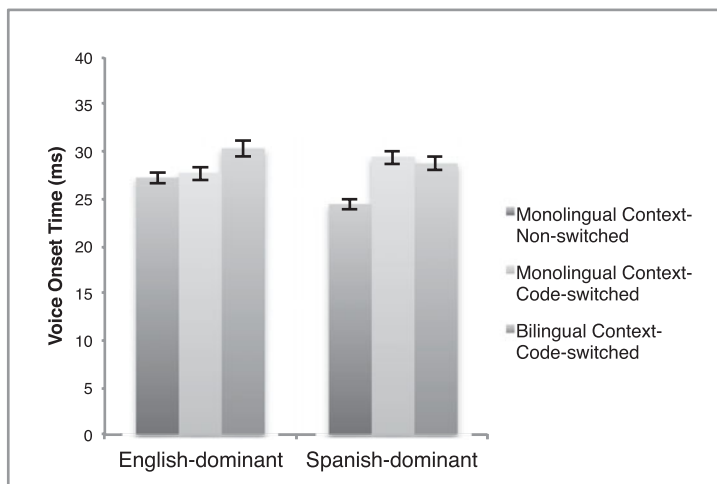 40
35
30
25
20
15
10
5
0
Voice Onset Time (ms)
English-dominant
Spanish-dominant
Monolingual Context-
Non-switched
Monolingual Context-
Code-switched
Bilingual Context-
Code-switched